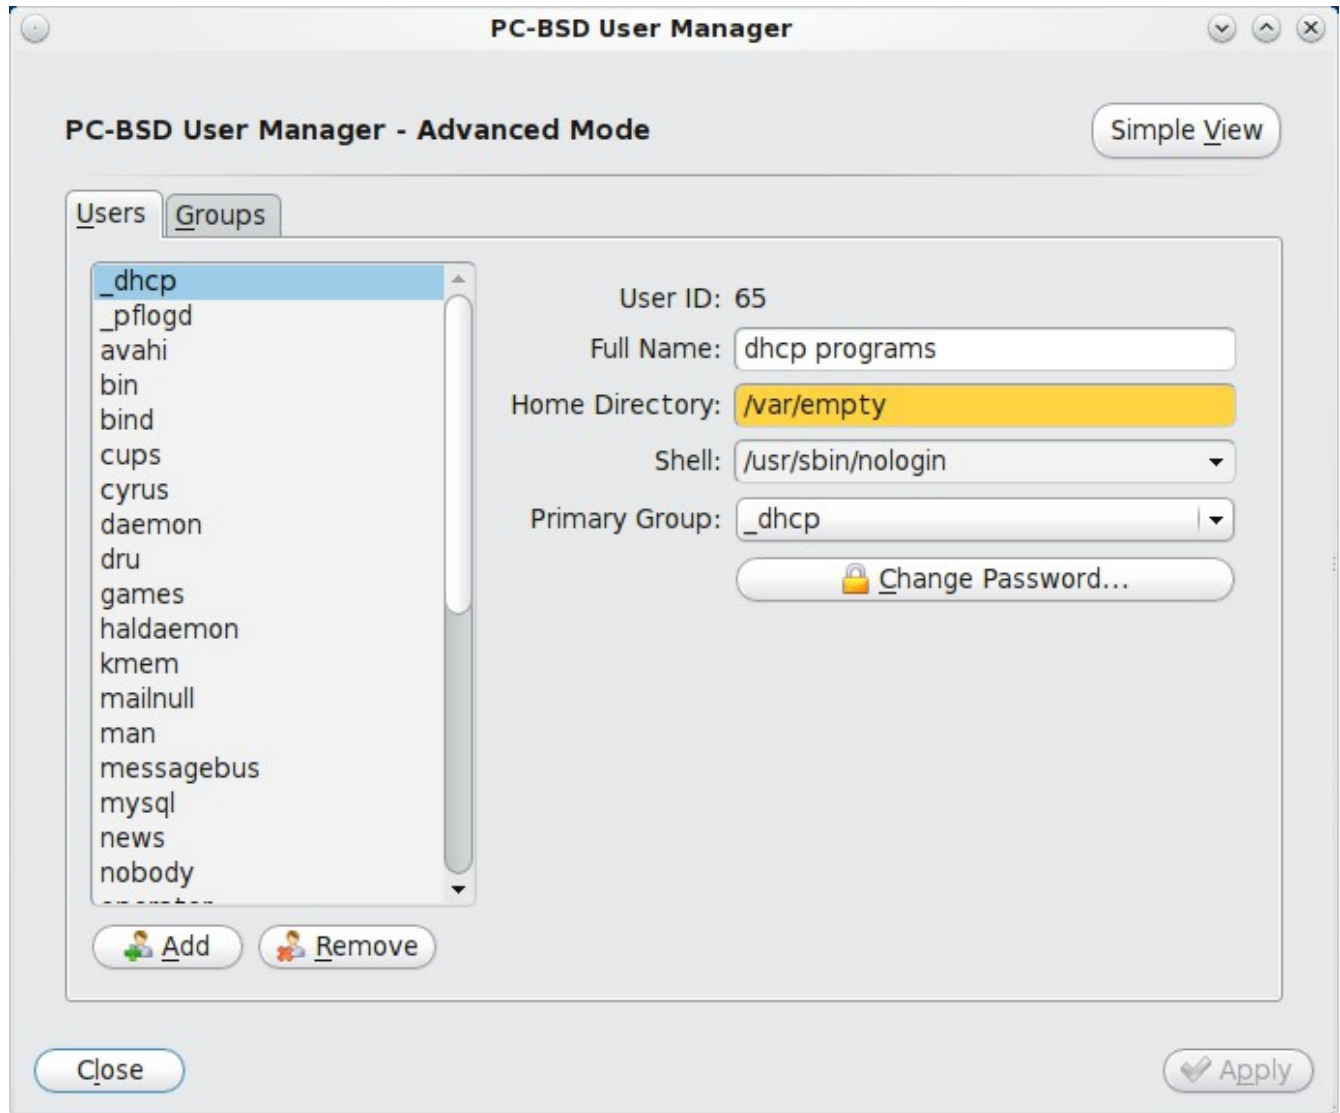 PC-BSD User Manager
PC-BSD User Manager - Advanced Mode
Simple View
Users
Groups
_dhcp
_pflogd
avahi
bin
bind
cups
cyrus
daemon
dru
games
haldaemon
kmem
mailnull
man
messagebus
mysql
news
nobody
User ID: 65
Full Name: dhcp programs
Home Directory: /var/empty
Shell: /usr/sbin/nologin
Primary Group: _dhcp
Change Password...
Add
Remove
Close
Apply